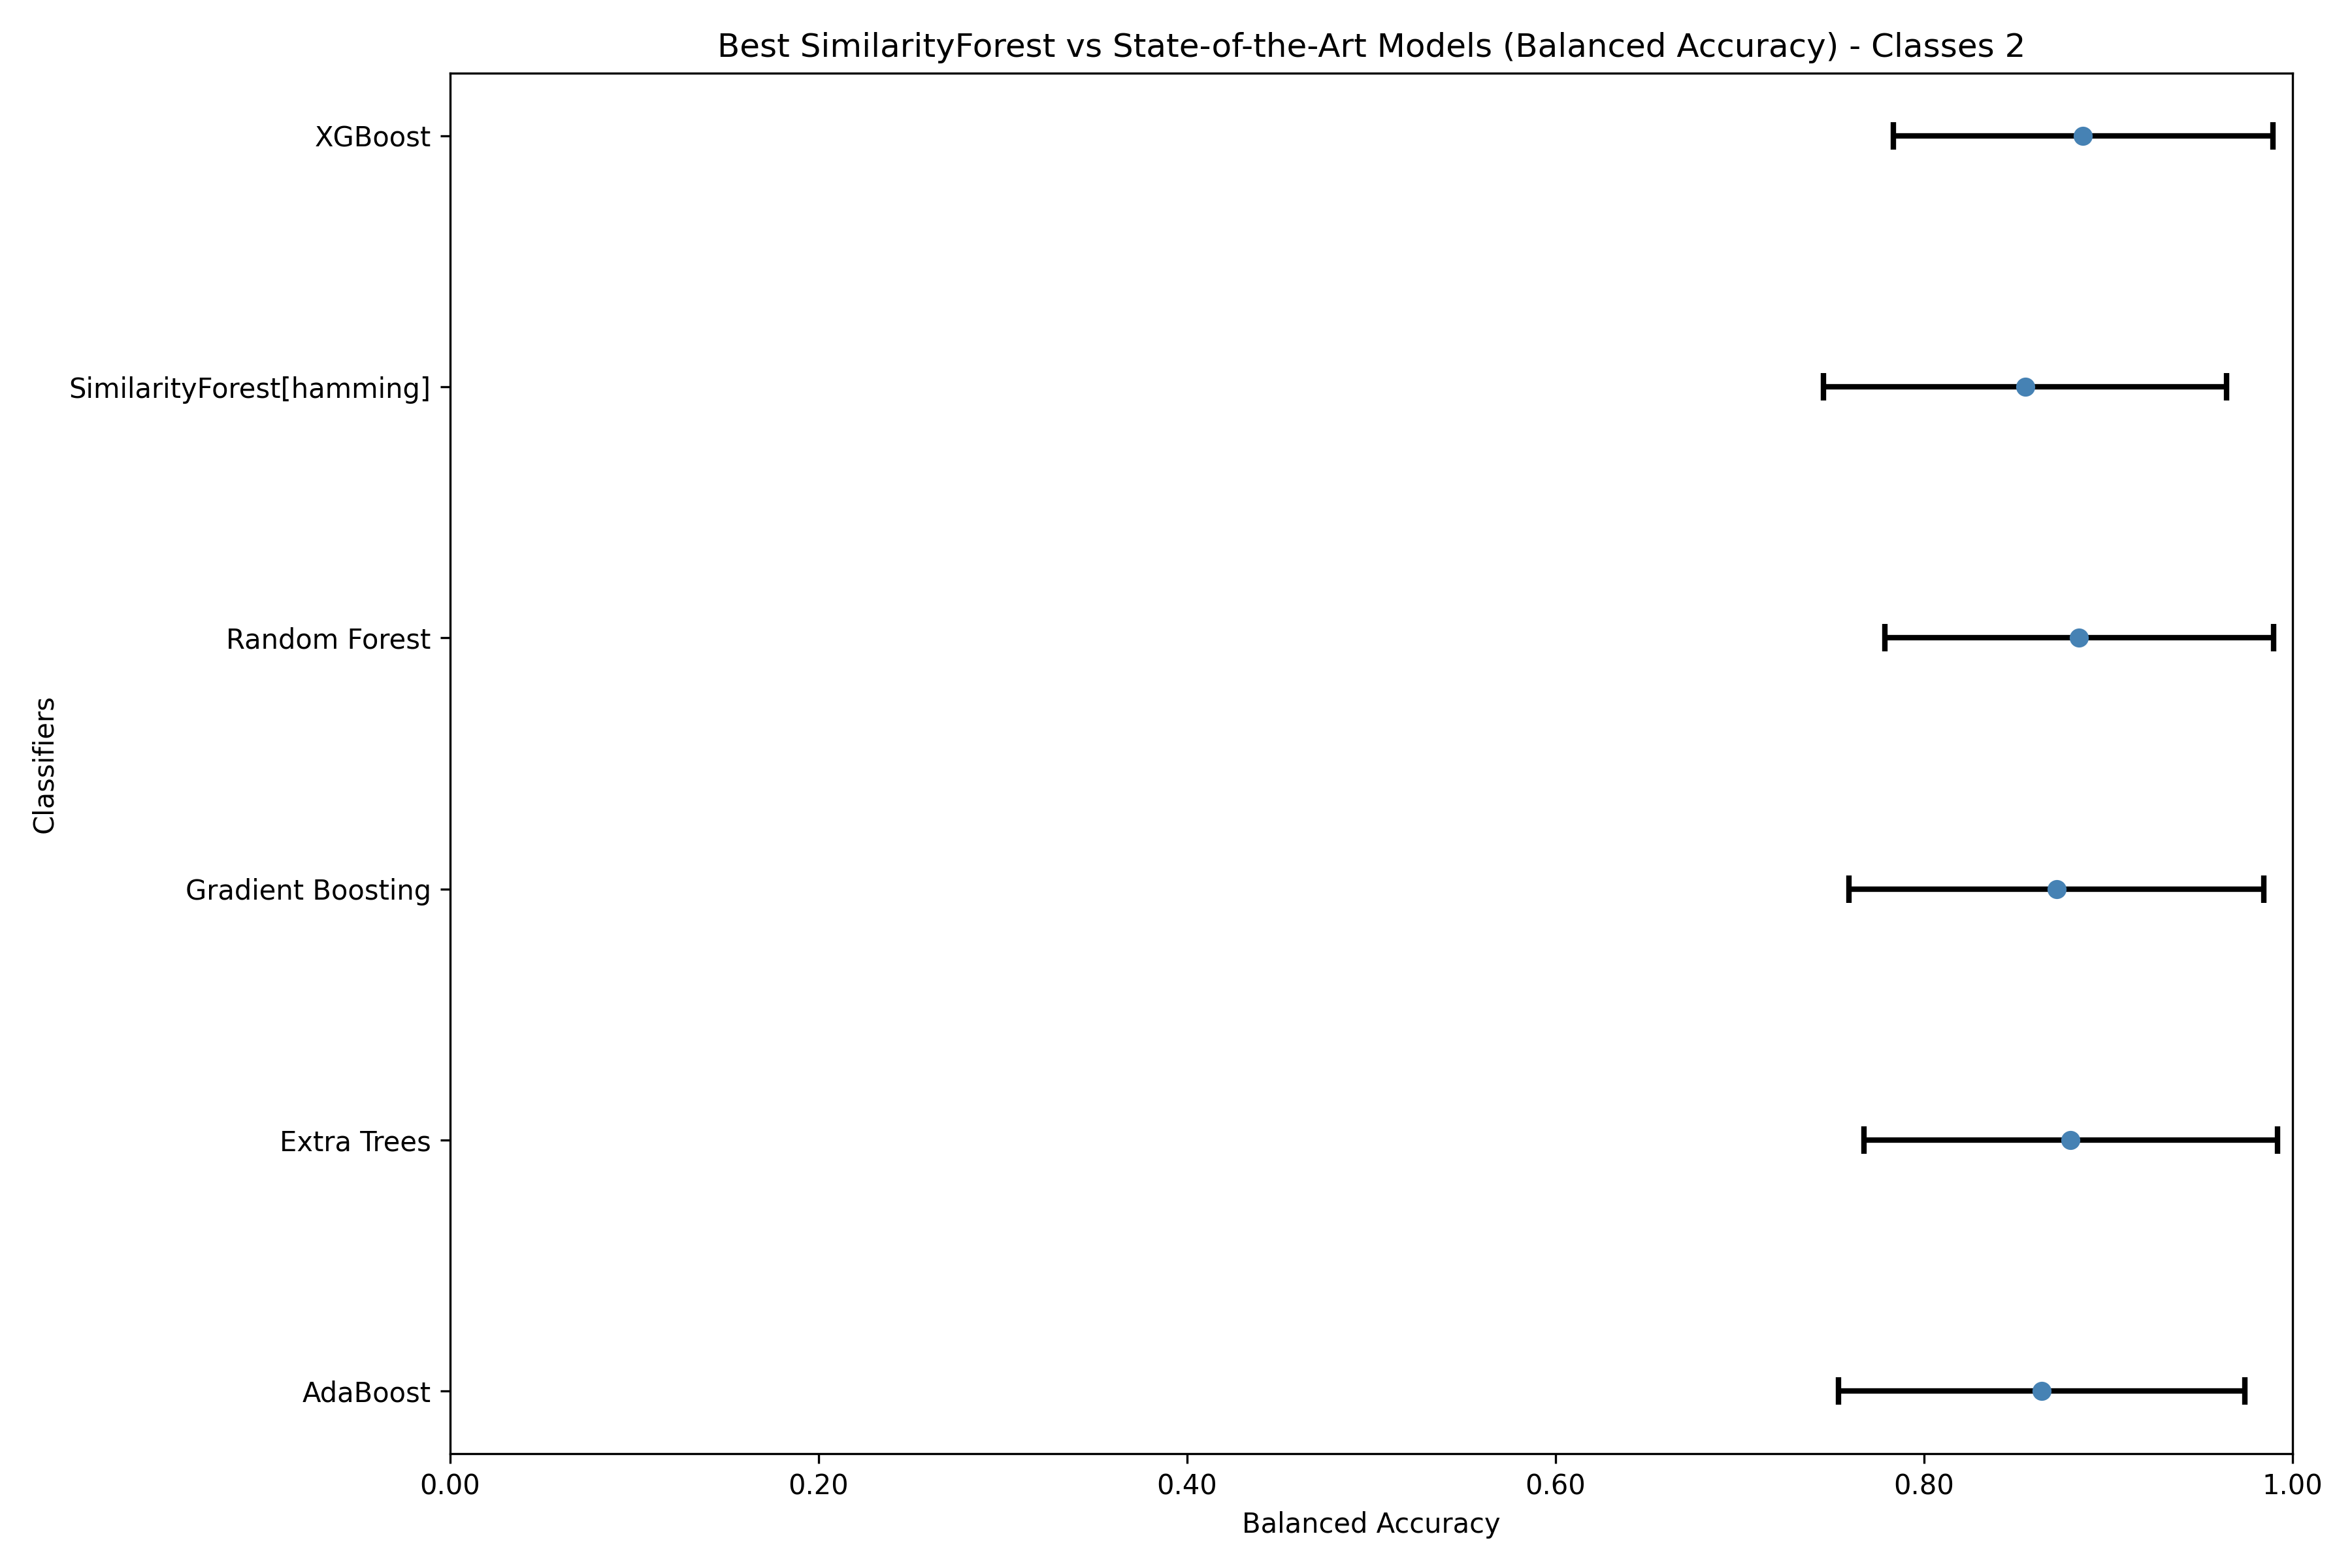 Best SimilarityForest vs State-of-the-Art Models (Balanced Accuracy) - Classes 2
XGBoost
SimilarityForest[hamming]
Random Forest
Gradient Boosting
Extra Trees
AdaBoost
Classifiers
0.00 0.20 0.40 0.60 0.80 1.00
Balanced Accuracy